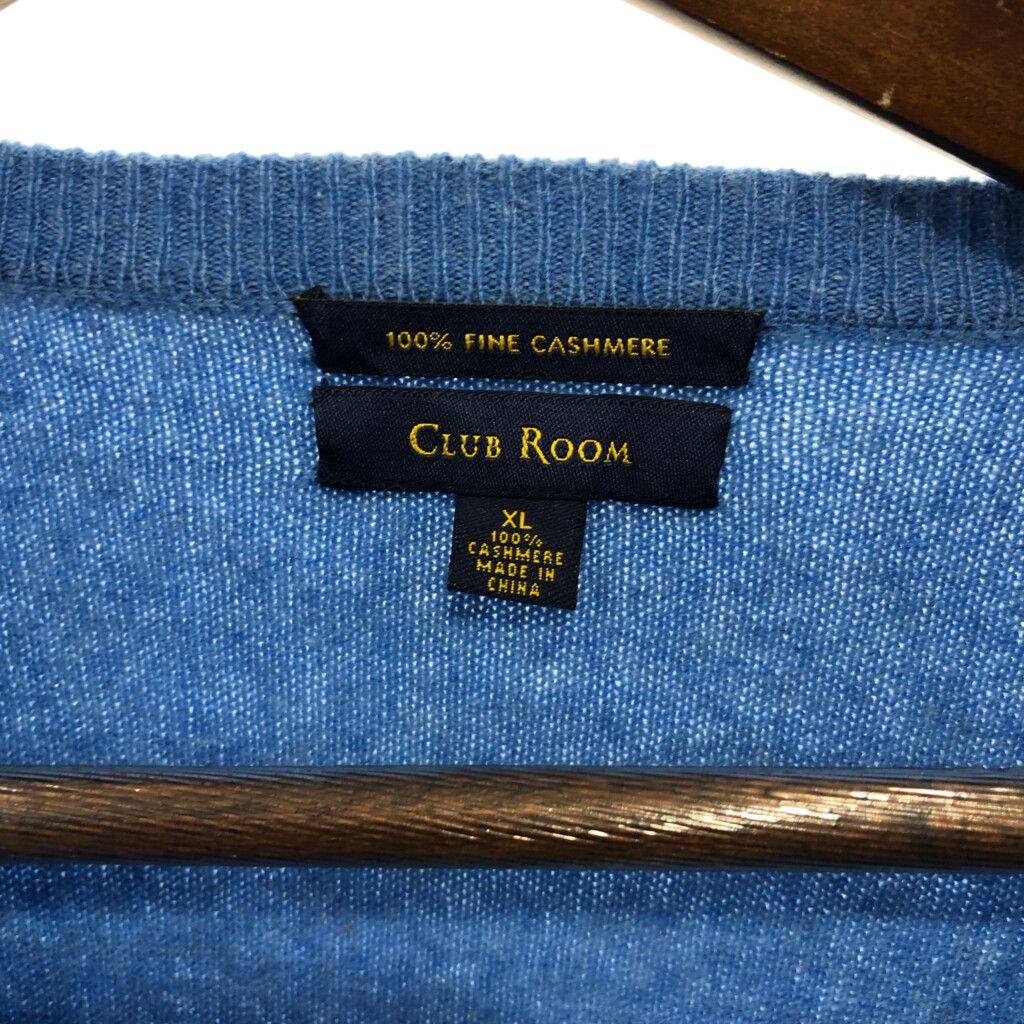 100% FINE CASHMERE
CLUB ROOM
XL
100%
CASHMERE
MADE IN
CHINA